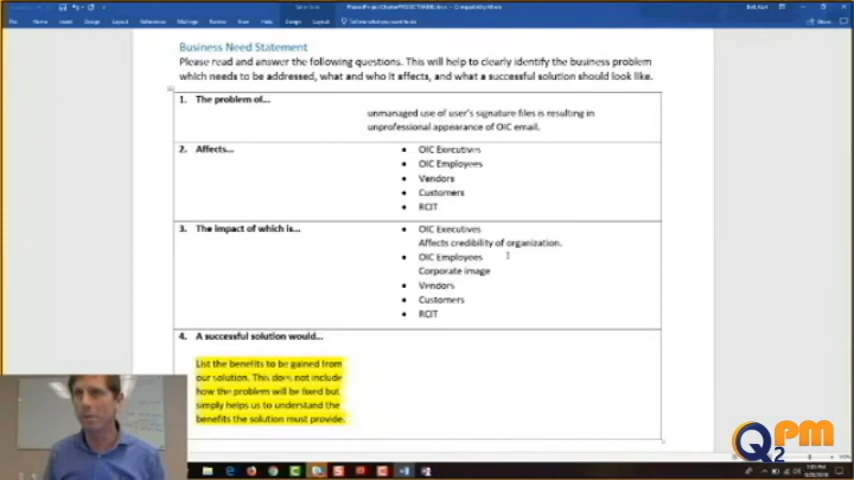 Business Need Statement
Please read and answer the following questions. This will help to clearly identify the business problem
which needs to be addressed, what and who it affects, and what a successful solution should look like.
1. The problem of...
unmanaged use of user's signature files is resulting in
unprofessional appearance of OIC email.
2. Affects...
• OIC Executives
• OIC Employees
• Vendors
• Customers
• RCIT
3. The impact of which is...
• OIC Executives
Affects credibility of organization.
• OIC Employees
Corporate image
• Vendors
• Customers
• RCIT
4. A successful solution would...
List the benefits to be gained from
our solution. This does not include
how the problem will be fixed but
simply helps us to understand the
benefits the solution must provide.
Q2PM